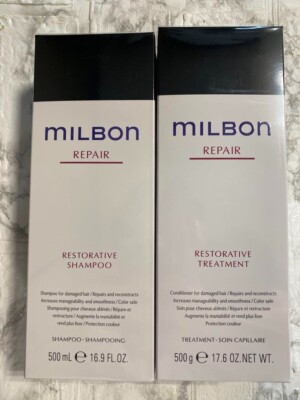 MILBON
REPAIR
RESTORATIVE
SHAMPOO
Shampoo for damaged hair / Repairs and reconstructs
Increases manageability and smoothness / Color safe
Shampooing pour cheveux abîmés / Répare et
restructure / Augmente la maniabilité et
rend plus fin / Protection couleur
SHAMPOO · SHAMPOOING
500 mL ℮ 16.9 FL.OZ.
MILBON
REPAIR
RESTORATIVE
TREATMENT
Conditioner for damaged hair / Repairs and reconstructs
Increases manageability and smoothness / Color safe
Soin pour cheveux abîmés / Répare et restructure
Augmente la maniabilité et rend plus fin
Protection couleur
TREATMENT · SOIN CAPILLAIRE
500 g ℮ 17.6 OZ.NET WT.